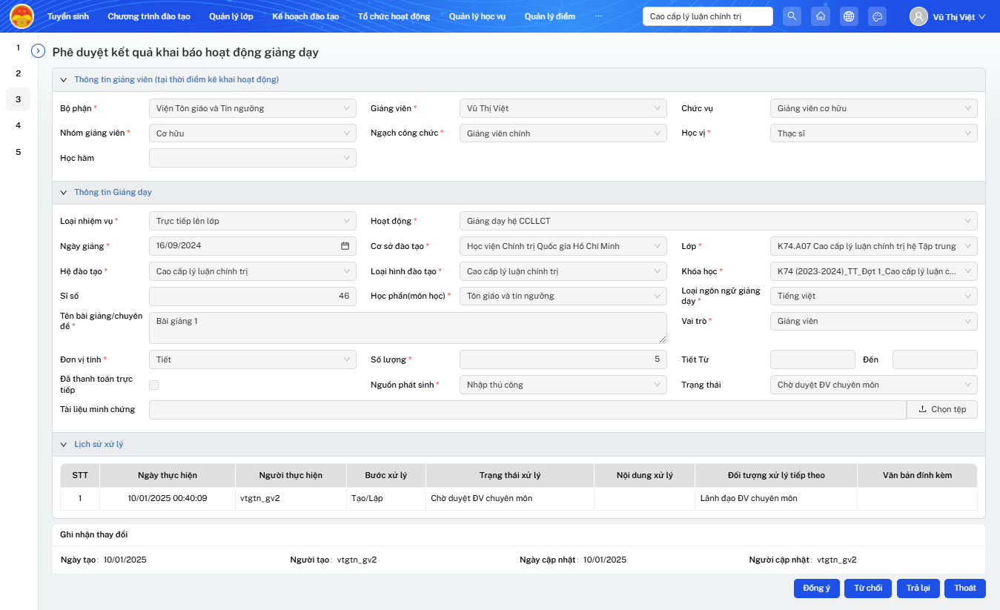 Tuyển sinh Chương trình đào tạo Quản lý lớp Kế hoạch đào tạo Tổ chức hoạt động Quản lý học vụ Quản lý điểm ··· Cao cấp lý luận chính trị Vũ Thị Việt
1
2
3
4
5
Phê duyệt kết quả khai báo hoạt động giảng dạy
Thông tin giảng viên (tại thời điểm kê khai hoạt động)
Bộ phận * Viện Tôn giáo và Tín ngưỡng Giảng viên * Vũ Thị Việt Chức vụ Giảng viên cơ hữu
Nhóm giảng viên * Cơ hữu Ngạch công chức * Giảng viên chính Học vị * Thạc sĩ
Học hàm
Thông tin Giảng dạy
Loại nhiệm vụ * Trực tiếp lên lớp Hoạt động * Giảng dạy hệ CCLLCT
Ngày giảng * 16/09/2024 Cơ sở đào tạo * Học viện Chính trị Quốc gia Hồ Chí Minh Lớp * K74.A07 Cao cấp lý luận chính trị hệ Tập trung
Hệ đào tạo * Cao cấp lý luận chính trị Loại hình đào tạo * Cao cấp lý luận chính trị Khóa học * K74 (2023-2024)_TT_Đợt 1_Cao cấp lý luận c...
Sĩ số 46 Học phần(môn học) * Tôn giáo và tín ngưỡng Loại ngôn ngữ giảng
dạy * Tiếng việt
Tên bài giảng/chuyên
đề * Bài giảng 1 Vai trò * Giảng viên
Đơn vị tính * Tiết Số lượng * 5 Tiết Từ Đến
Đã thanh toán trực
tiếp Nguồn phát sinh * Nhập thủ công Trạng thái Chờ duyệt ĐV chuyên môn
Tài liệu minh chứng Chọn tệp
Lịch sử xử lý
STT Ngày thực hiện Người thực hiện Bước xử lý Trạng thái xử lý Nội dung xử lý Đối tượng xử lý tiếp theo Văn bản đính kèm
1 10/01/2025 00:40:09 vtgtn_gv2 Tạo/Lập Chờ duyệt ĐV chuyên môn Lãnh đạo ĐV chuyên môn
Ghi nhận thay đổi
Ngày tạo : 10/01/2025 Người tạo : vtgtn_gv2 Ngày cập nhật : 10/01/2025 Người cập nhật : vtgtn_gv2
Đồng ý Từ chối Trả lại Thoát